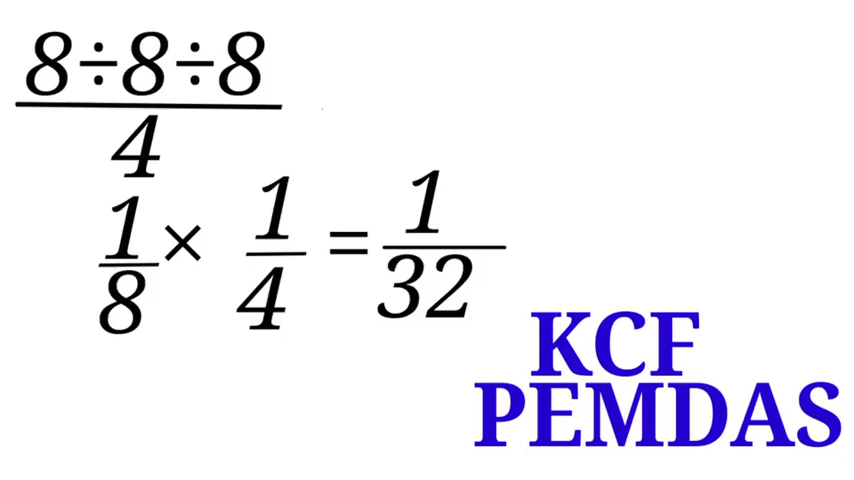 8÷8÷8
4
1/8 × 1/4 = 1/32
KCF
PEMDAS